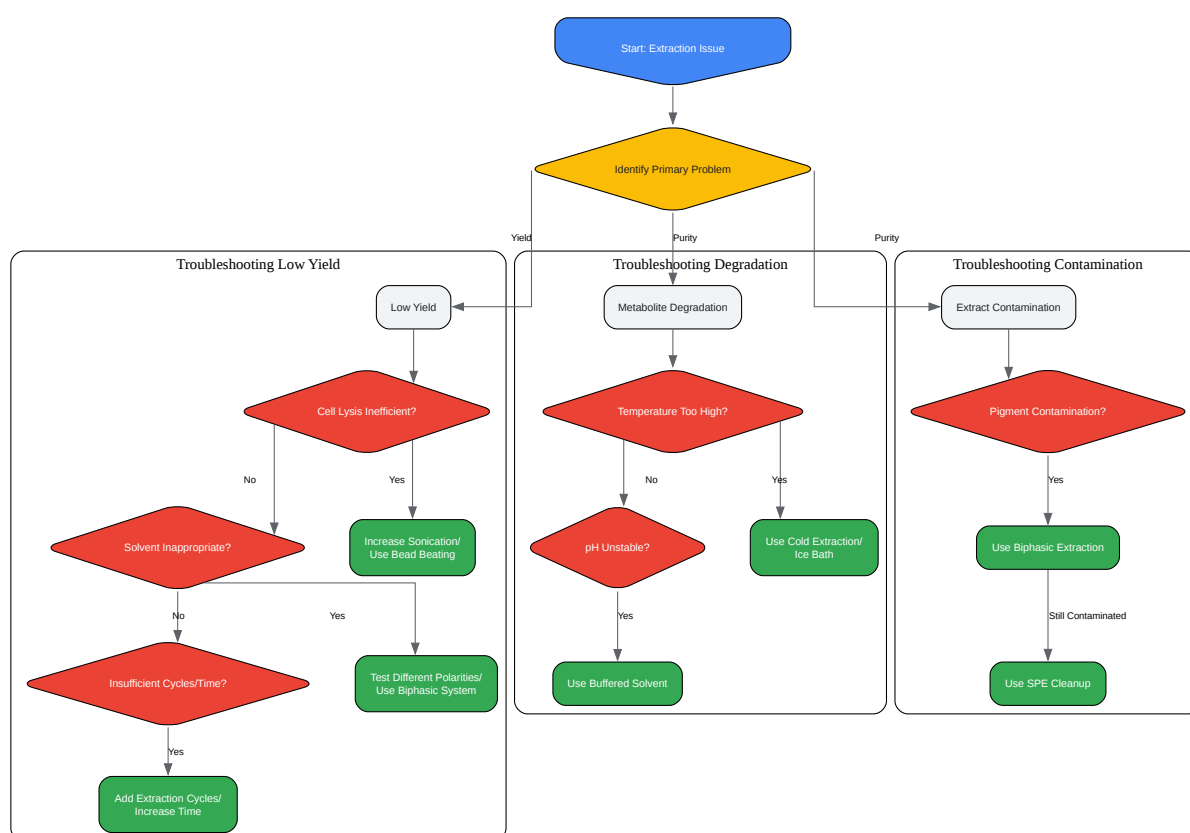 Start: Extraction Issue
Identify Primary Problem
Yield
Purity
Purity
Troubleshooting Low Yield
Troubleshooting Degradation
Troubleshooting Contamination
Low Yield
Metabolite Degradation
Extract Contamination
Cell Lysis Inefficient?
Temperature Too High?
Pigment Contamination?
No
Yes
No
Yes
Yes
Solvent Inappropriate?
Increase Sonication/
Use Bead Beating
pH Unstable?
Use Cold Extraction/
Ice Bath
Use Biphasic Extraction
No
Yes
Yes
Still Contaminated
Insufficient Cycles/Time?
Test Different Polarities/
Use Biphasic System
Use Buffered Solvent
Use SPE Cleanup
Yes
Add Extraction Cycles/
Increase Time